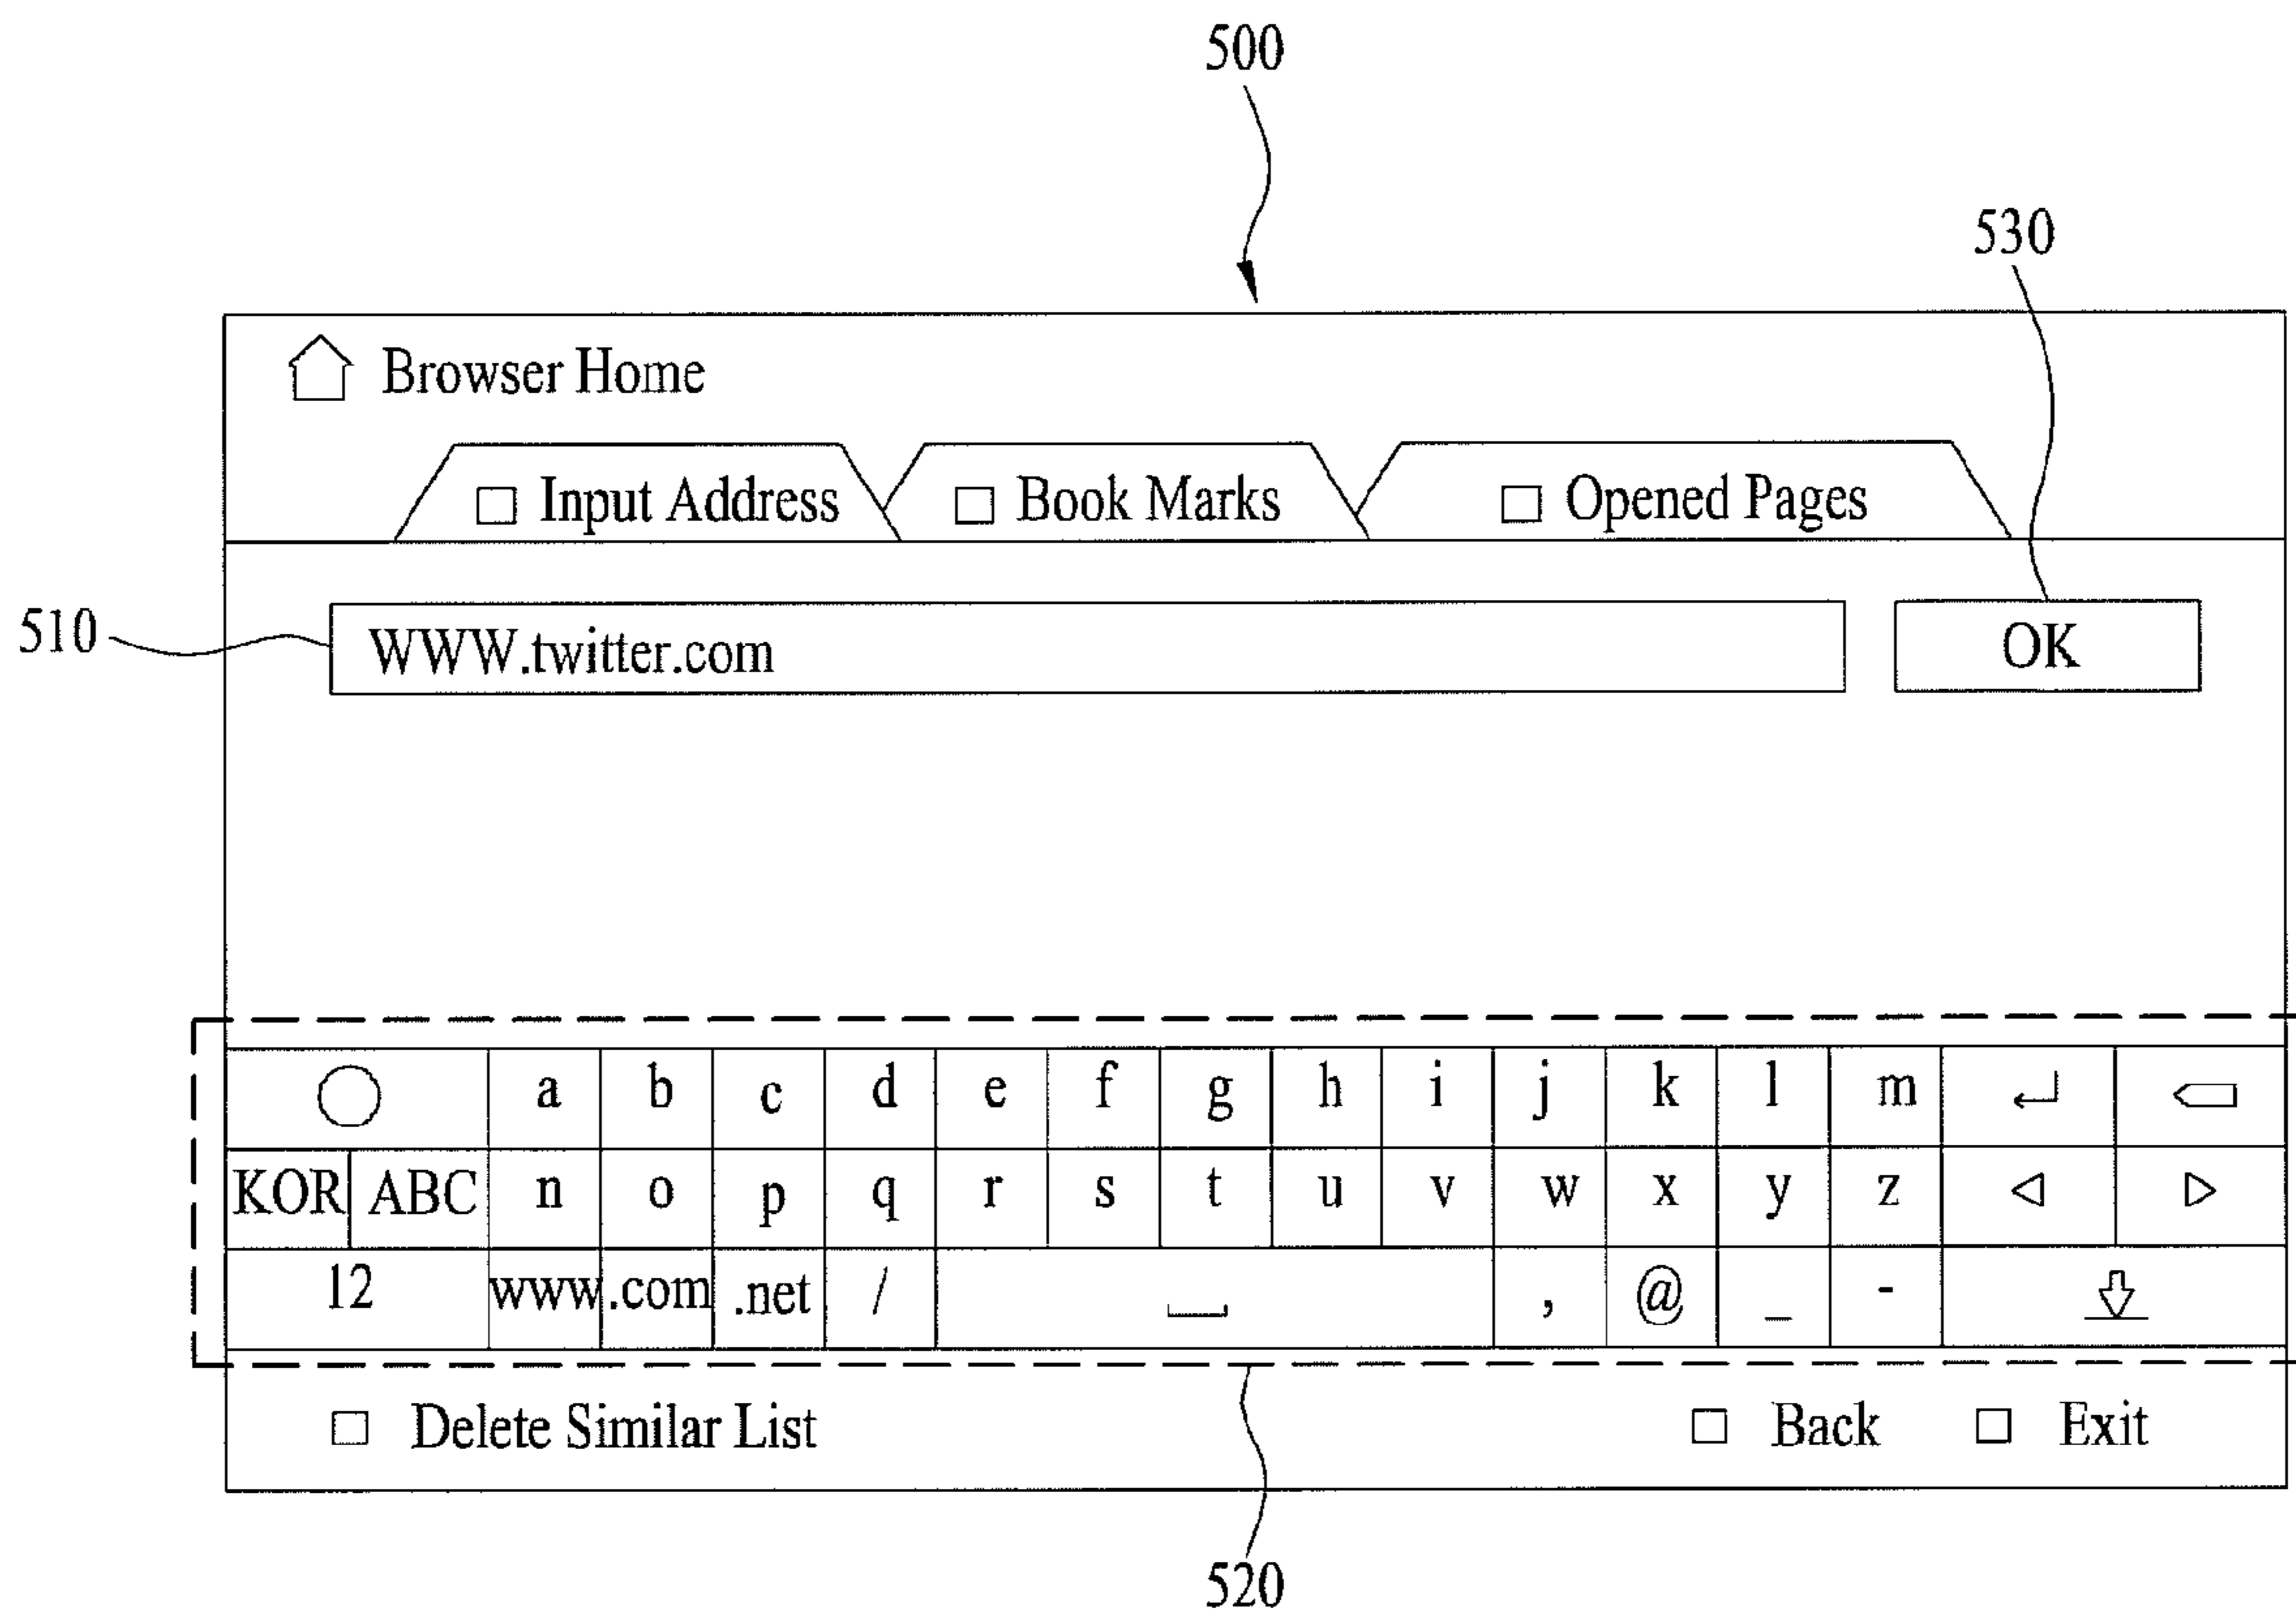 500
530
Browser Home
Input Address Book Marks Opened Pages
510
WWW.twitter.com OK
a b c d e f g h i j k l m
KOR ABC n o p q r s t u v w x y z
12 www .com .net / , @ _ -
Delete Similar List Back Exit
520